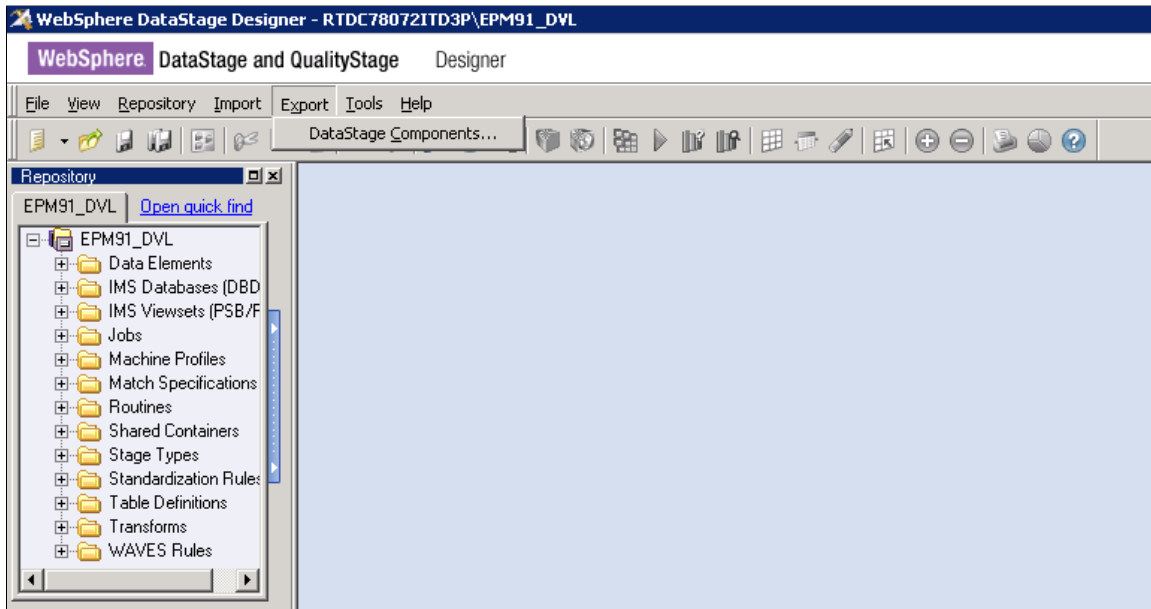 WebSphere DataStage Designer - RTDC78072ITD3P\EPM91_DVL
WebSphere. DataStage and QualityStage Designer
File View Repository Import Export Tools Help
DataStage Components...
Repository
EPM91_DVL Open quick find
EPM91_DVL
Data Elements
IMS Databases (DBD
IMS Viewsets (PSB/F
Jobs
Machine Profiles
Match Specifications
Routines
Shared Containers
Stage Types
Standardization Rules
Table Definitions
Transforms
WAVES Rules